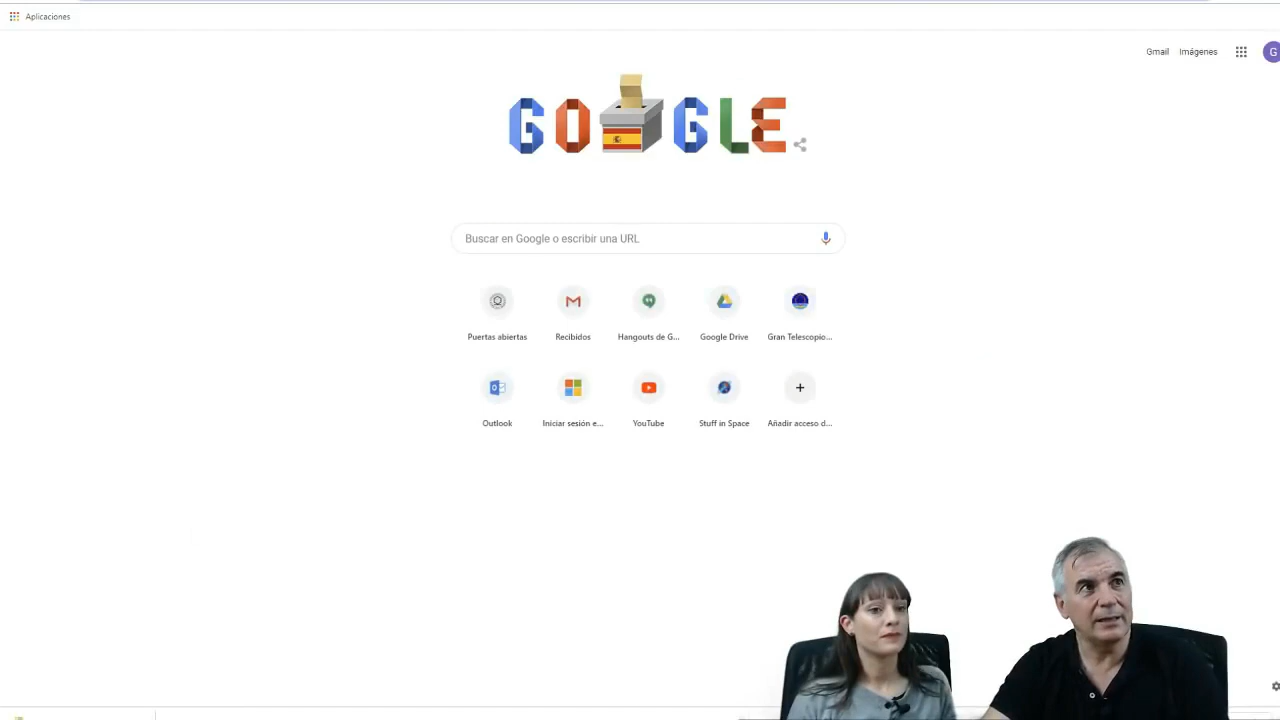 Aplicaciones
Gmail Imágenes G
GOOGLE
Buscar en Google o escribir una URL
Puertas abiertas Recibidos Hangouts de G... Google Drive Gran Telescopio...
Outlook Iniciar sesión e... YouTube Stuff in Space Añadir acceso d...